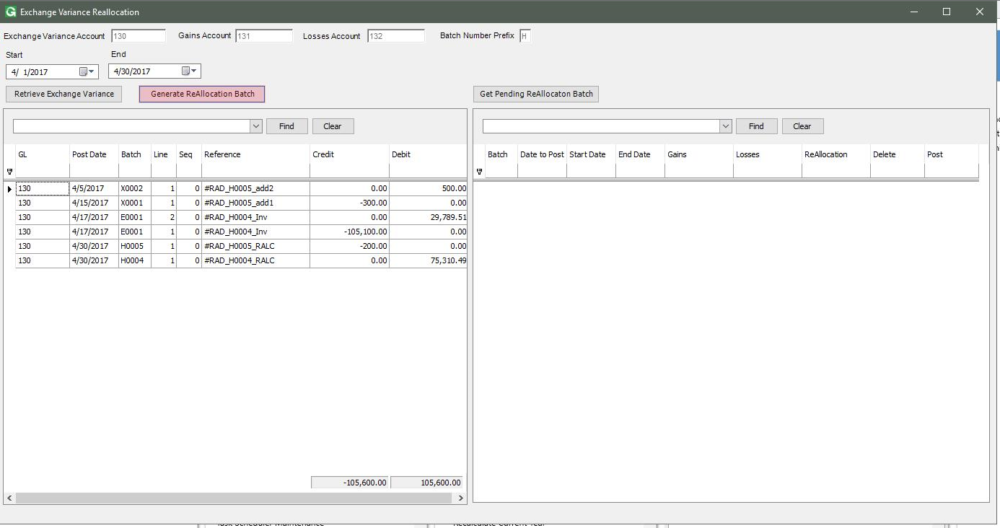 G Exchange Variance Reallocation
Exchange Variance Account 130 Gains Account 131 Losses Account 132 Batch Number Prefix H
Start End
4/ 1/2017 4/30/2017
Retrieve Exchange Variance Generate ReAllocation Batch Get Pending ReAllocaton Batch
Find Clear Find Clear
GL Post Date Batch Line Seq Reference Credit Debit Batch Date to Post Start Date End Date Gains Losses ReAllocation Delete Post
130 4/5/2017 X0002 1 0 #RAD_H0005_add2 0.00 500.00
130 4/15/2017 X0001 1 0 #RAD_H0005_add1 -300.00 0.00
130 4/17/2017 E0001 2 0 #RAD_H0004_Inv 0.00 29,789.51
130 4/17/2017 E0001 1 0 #RAD_H0004_Inv -105,100.00 0.00
130 4/30/2017 H0005 1 0 #RAD_H0005_RALC -200.00 0.00
130 4/30/2017 H0004 1 0 #RAD_H0004_RALC 0.00 75,310.49
-105,600.00 105,600.00
Task Scheduler Maintenance Recalculate Current Year